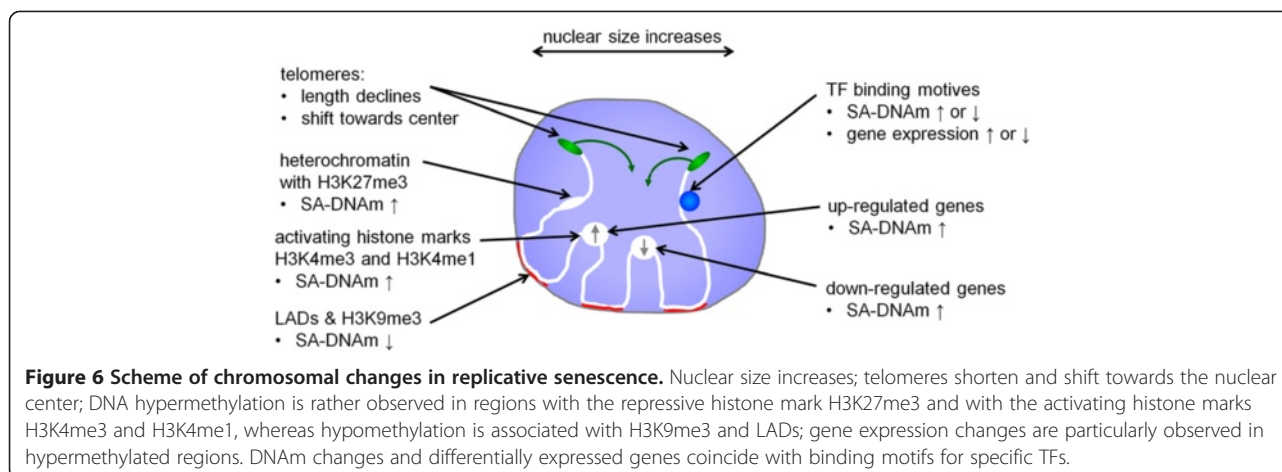 nuclear size increases
telomeres:
• length declines
• shift towards center
heterochromatin
with H3K27me3
• SA-DNAm ↑
activating histone marks
H3K4me3 and H3K4me1
• SA-DNAm ↑
LADs & H3K9me3
• SA-DNAm ↓
↑
↓
TF binding motives
• SA-DNAm ↑ or ↓
• gene expression ↑ or ↓
up-regulated genes
• SA-DNAm ↑
down-regulated genes
• SA-DNAm ↑
Figure 6 Scheme of chromosomal changes in replicative senescence. Nuclear size increases; telomeres shorten and shift towards the nuclear
center; DNA hypermethylation is rather observed in regions with the repressive histone mark H3K27me3 and with the activating histone marks
H3K4me3 and H3K4me1, whereas hypomethylation is associated with H3K9me3 and LADs; gene expression changes are particularly observed in
hypermethylated regions. DNAm changes and differentially expressed genes coincide with binding motifs for specific TFs.